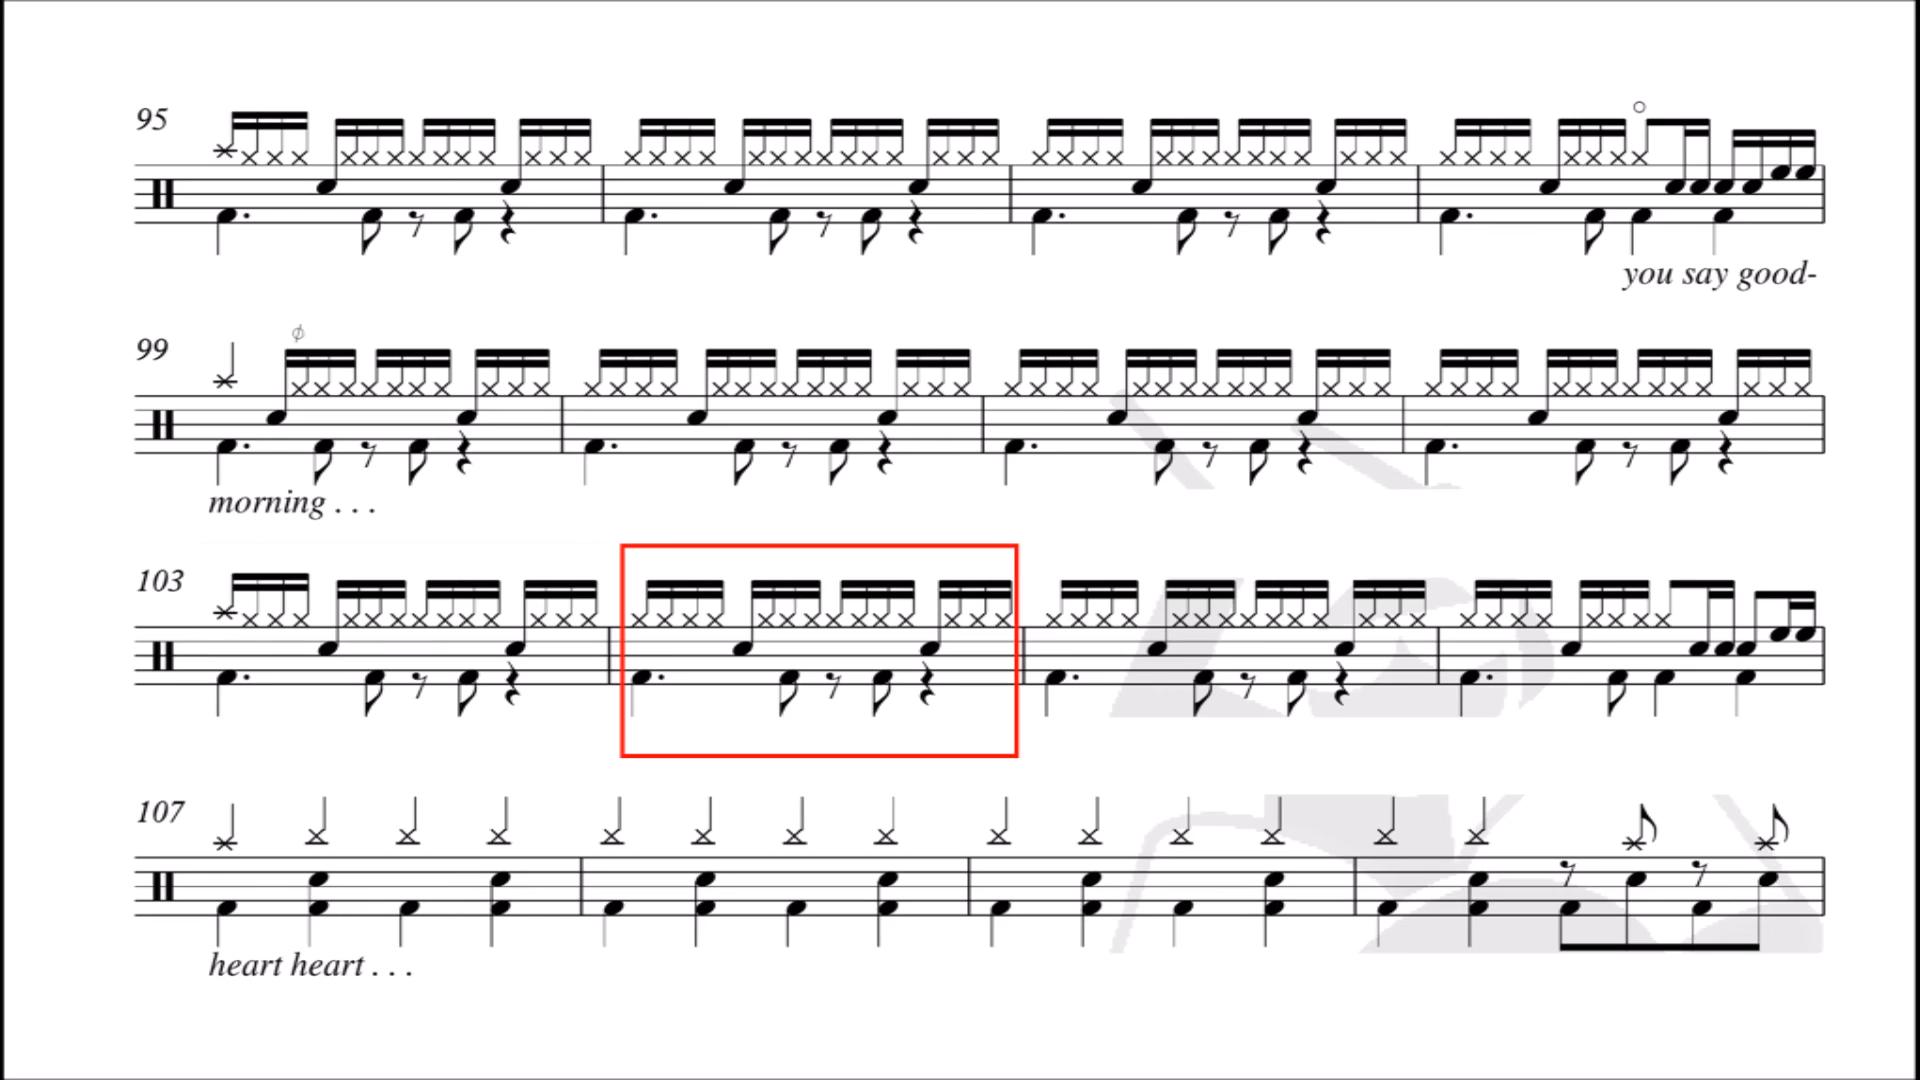 95
you say good-
99
morning . . .
103
107
heart heart . . .